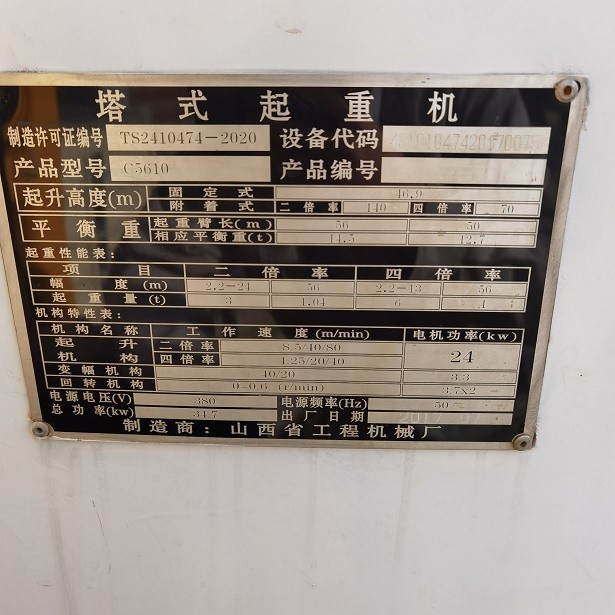 塔式起重机
制造许可证编号 TS2410474-2020 设备代码
产品型号 C5610 产品编号
起升高度(m) 固定式 46.9
附着式 二倍率 140 四倍率 70
平衡重 起重臂长(m) 56 50
相应平衡重(t) 14.5 12.7
起重性能表:
项目 二倍率 四倍率
幅度(m) 2.2-24 56 2.2-13 56
起重量(t) 3 1.04 6 1
机构特性表:
机构名称 工作速度(m/min) 电机功率(kw)
起升机构 二倍率 8.5/40/80 24
四倍率 1.25/20/40
变幅机构 40/20 3.3
回转机构 0-0.6 (r/min) 3.7X2
电源电压(V) 380 电源频率(Hz) 50
总功率(kw) 34.7 出厂日期
制造商:山西省工程机械厂